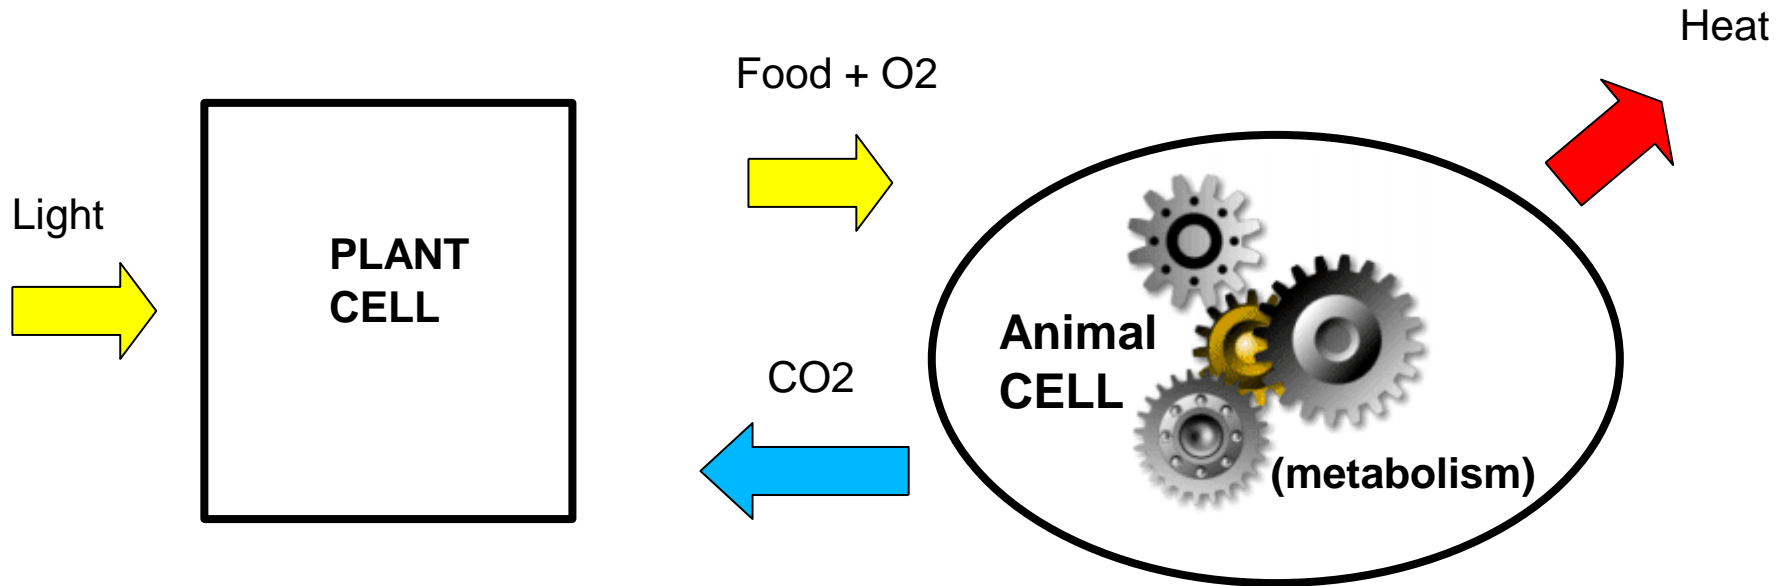 Heat
Food + O2
Light
PLANT
CELL
Animal
CELL
CO2
(metabolism)